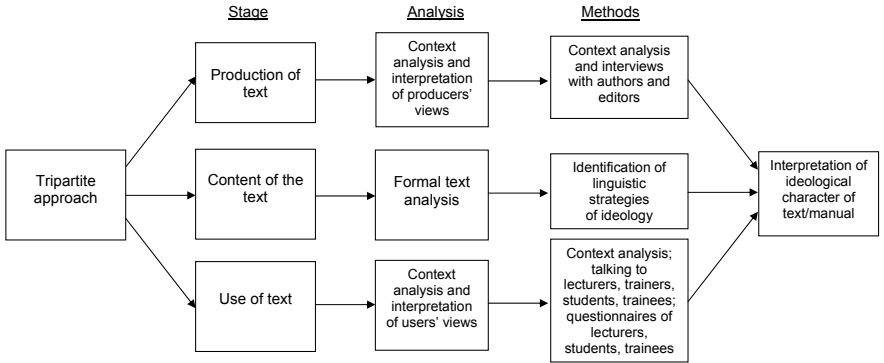 Stage
Analysis
Methods
Production of
text
Context
analysis and
interpretation
of producers’
views
Context analysis
and interviews
with authors and
editors
Tripartite
approach
Content of the
text
Formal text
analysis
Identification of
linguistic
strategies
of ideology
Interpretation of
ideological
character of
text/manual
Use of text
Context
analysis and
interpretation
of users’ views
Context analysis;
talking to
lecturers, trainers,
students, trainees;
questionnaires of
lecturers,
students, trainees